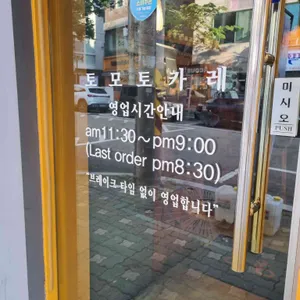 토모토카레
영업시간안내
am11:30~pm9:00
(Last order pm8:30)
"브레이크 타임 없이 영업합니다"
미시오
PUSH